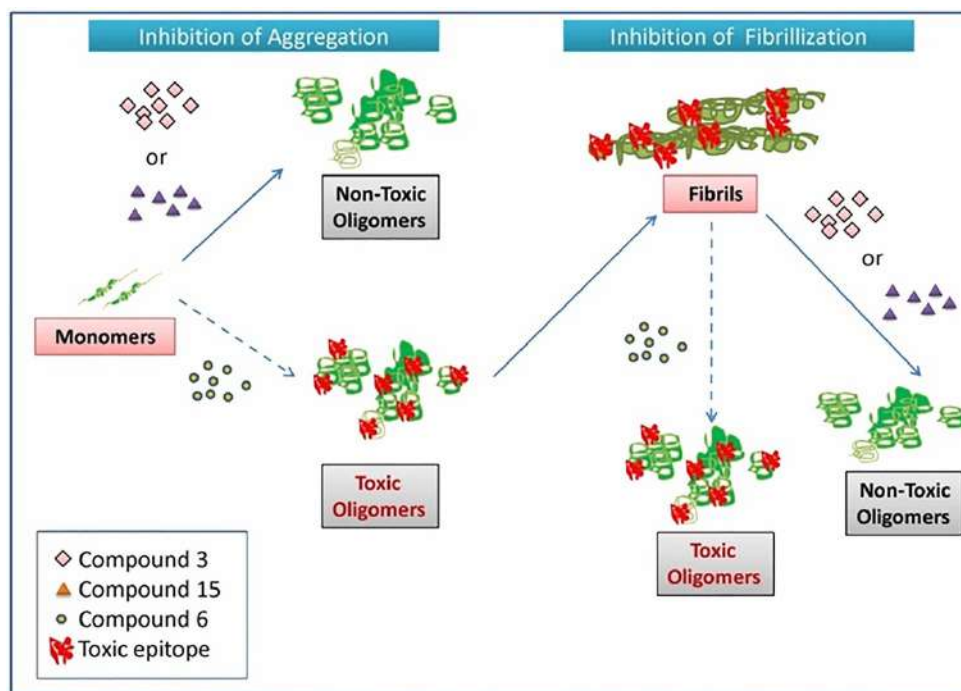 Inhibition of Aggregation
Inhibition of Fibrillization
or
Non-Toxic
Oligomers
Monomers
Toxic
Oligomers
Fibrils
or
Toxic
Oligomers
Non-Toxic
Oligomers
Compound 3
Compound 15
Compound 6
Toxic epitope